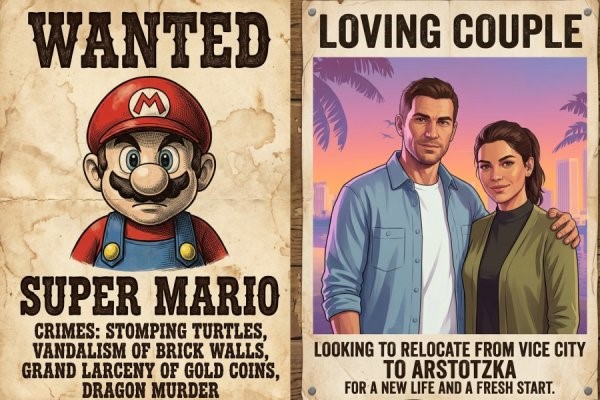 WANTED
M
SUPER MARIO
CRIMES: STOMPING TURTLES,
VANDALISM OF BRICK WALLS,
GRAND LARCENY OF GOLD COINS,
DRAGON MURDER
LOVING COUPLE
LOOKING TO RELOCATE FROM VICE CITY
TO ARSTOTZKA
FOR A NEW LIFE AND A FRESH START.